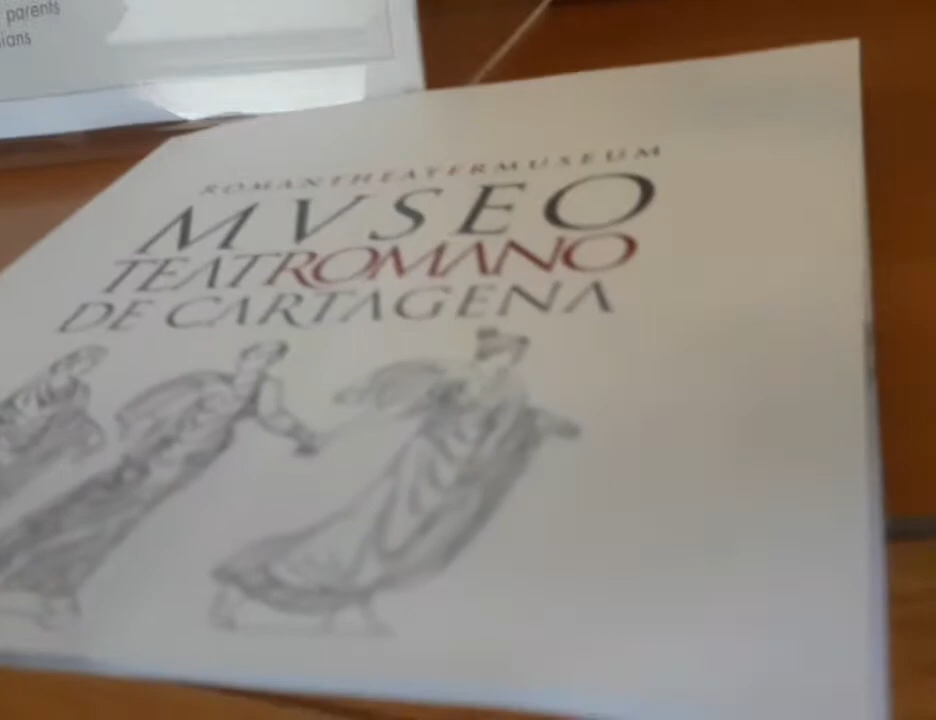 parents
ians
ROMANTHEATERMUSEUM
MVSEO
TEATROMANO
DE CARTAGENA